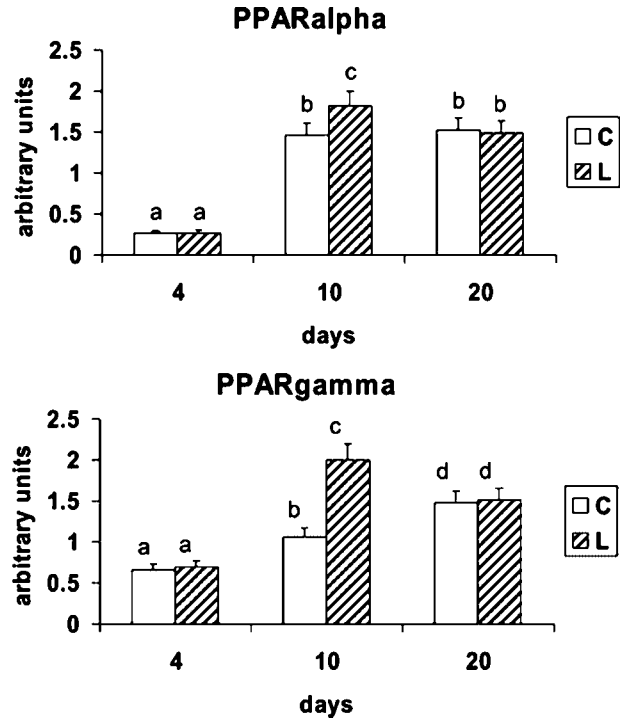 PPARalpha
2.5
2
1.5
1
0.5
0
arbitrary units
a a
b c
b b
4 10 20
days
C
L
PPARgamma
2.5
2
1.5
1
0.5
0
arbitrary units
a a
b c
d d
4 10 20
days
C
L